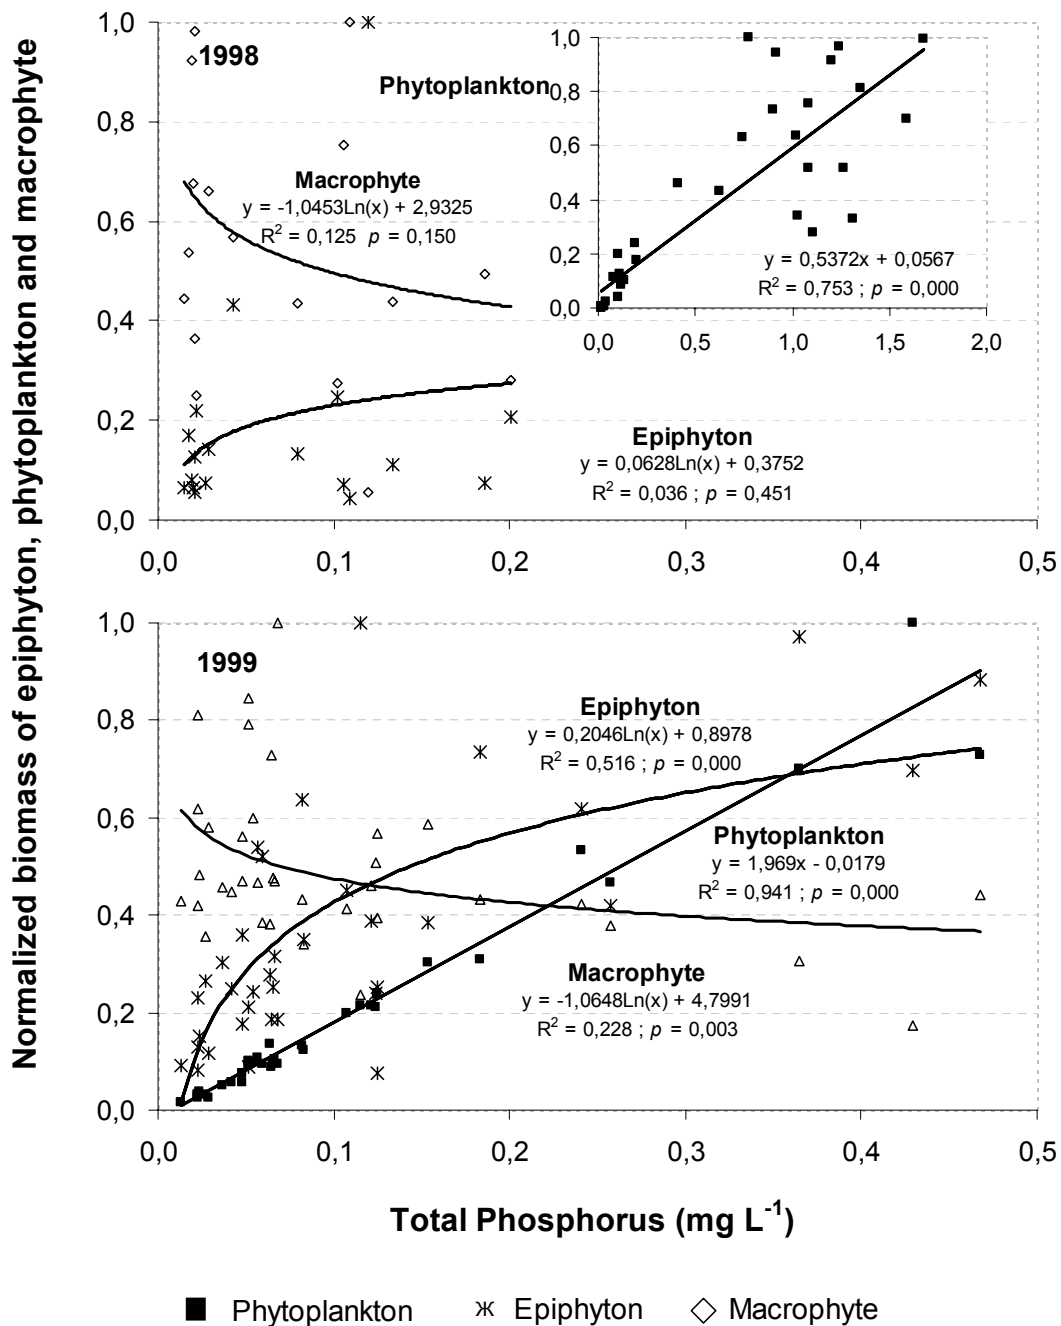 Normalized biomass of epiphyton, phytoplankton and macrophyte
1,0
0,8
0,6
0,4
0,2
0,0
1998
Phytoplankton
1,0
0,8
0,6
0,4
0,2
0,0
y = 0,5372x + 0,0567
R² = 0,753 ; p = 0,000
0,0 0,5 1,0 1,5 2,0
Macrophyte
y = -1,0453Ln(x) + 2,9325
R² = 0,125 p = 0,150
Epiphyton
y = 0,0628Ln(x) + 0,3752
R² = 0,036 ; p = 0,451
0,0 0,1 0,2 0,3 0,4 0,5
1,0
0,8
0,6
0,4
0,2
0,0
1999
Epiphyton
y = 0,2046Ln(x) + 0,8978
R² = 0,516 ; p = 0,000
Phytoplankton
y = 1,969x - 0,0179
R² = 0,941 ; p = 0,000
Macrophyte
y = -1,0648Ln(x) + 4,7991
R² = 0,228 ; p = 0,003
0,0 0,1 0,2 0,3 0,4 0,5
Total Phosphorus (mg L⁻¹)
Phytoplankton Epiphyton Macrophyte